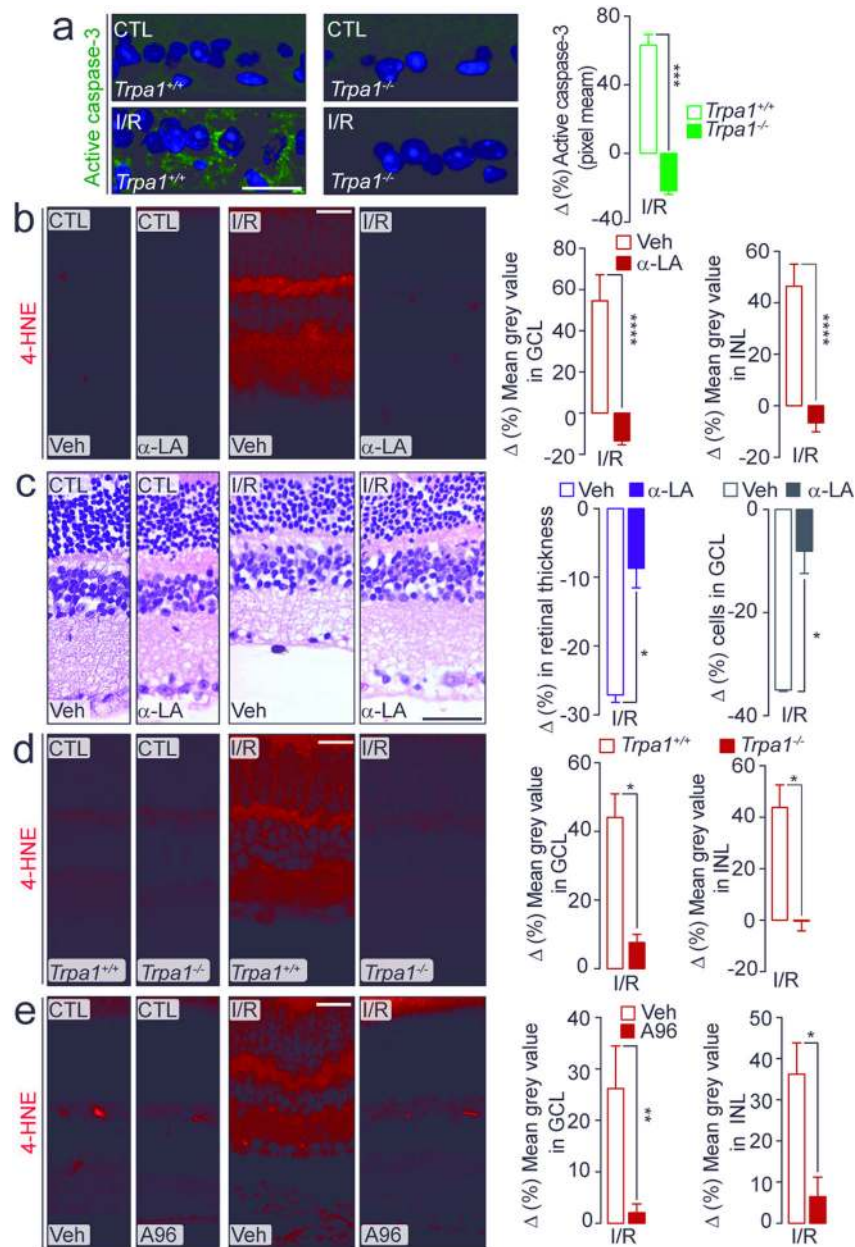 a
Active caspase-3
CTL
Trpa1+/+
CTL
Trpa1-/-
I/R
Trpa1+/+
I/R
Trpa1-/-
Δ (%) Active caspase-3
(pixel meam)
80
40
0
-40
***
I/R
Trpa1+/+
Trpa1-/-
b
4-HNE
CTL
Veh
CTL
α-LA
I/R
Veh
I/R
α-LA
Δ (%) Mean grey value
in GCL
80
60
40
20
0
-20
****
I/R
Veh
α-LA
Δ (%) Mean grey value
in INL
60
40
20
0
-20
****
I/R
c
CTL
Veh
CTL
α-LA
I/R
Veh
I/R
α-LA
Veh
α-LA
Δ (%) in retinal thickness
0
-10
-20
-30
*
I/R
Veh
α-LA
Δ (%) cells in GCL
0
-20
-40
*
I/R
d
4-HNE
CTL
Trpa1+/+
CTL
Trpa1-/-
I/R
Trpa1+/+
I/R
Trpa1-/-
Trpa1+/+
Trpa1-/-
Δ (%) Mean grey value
in GCL
60
40
20
0
*
I/R
Δ (%) Mean grey value
in INL
60
40
20
0
-20
*
I/R
e
4-HNE
CTL
Veh
CTL
A96
I/R
Veh
I/R
A96
Veh
A96
Δ (%) Mean grey value
in GCL
40
30
20
10
0
**
I/R
Δ (%) Mean grey value
in INL
50
40
30
20
10
0
*
I/R